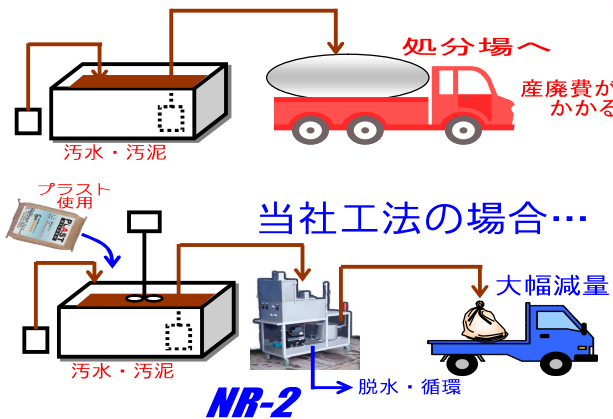 処分場へ
産廃費が
かかる
汚水・汚泥
プラスト
使用
PLAST
当社工法の場合…
大幅減量
汚水・汚泥
脱水・循環
NR-2